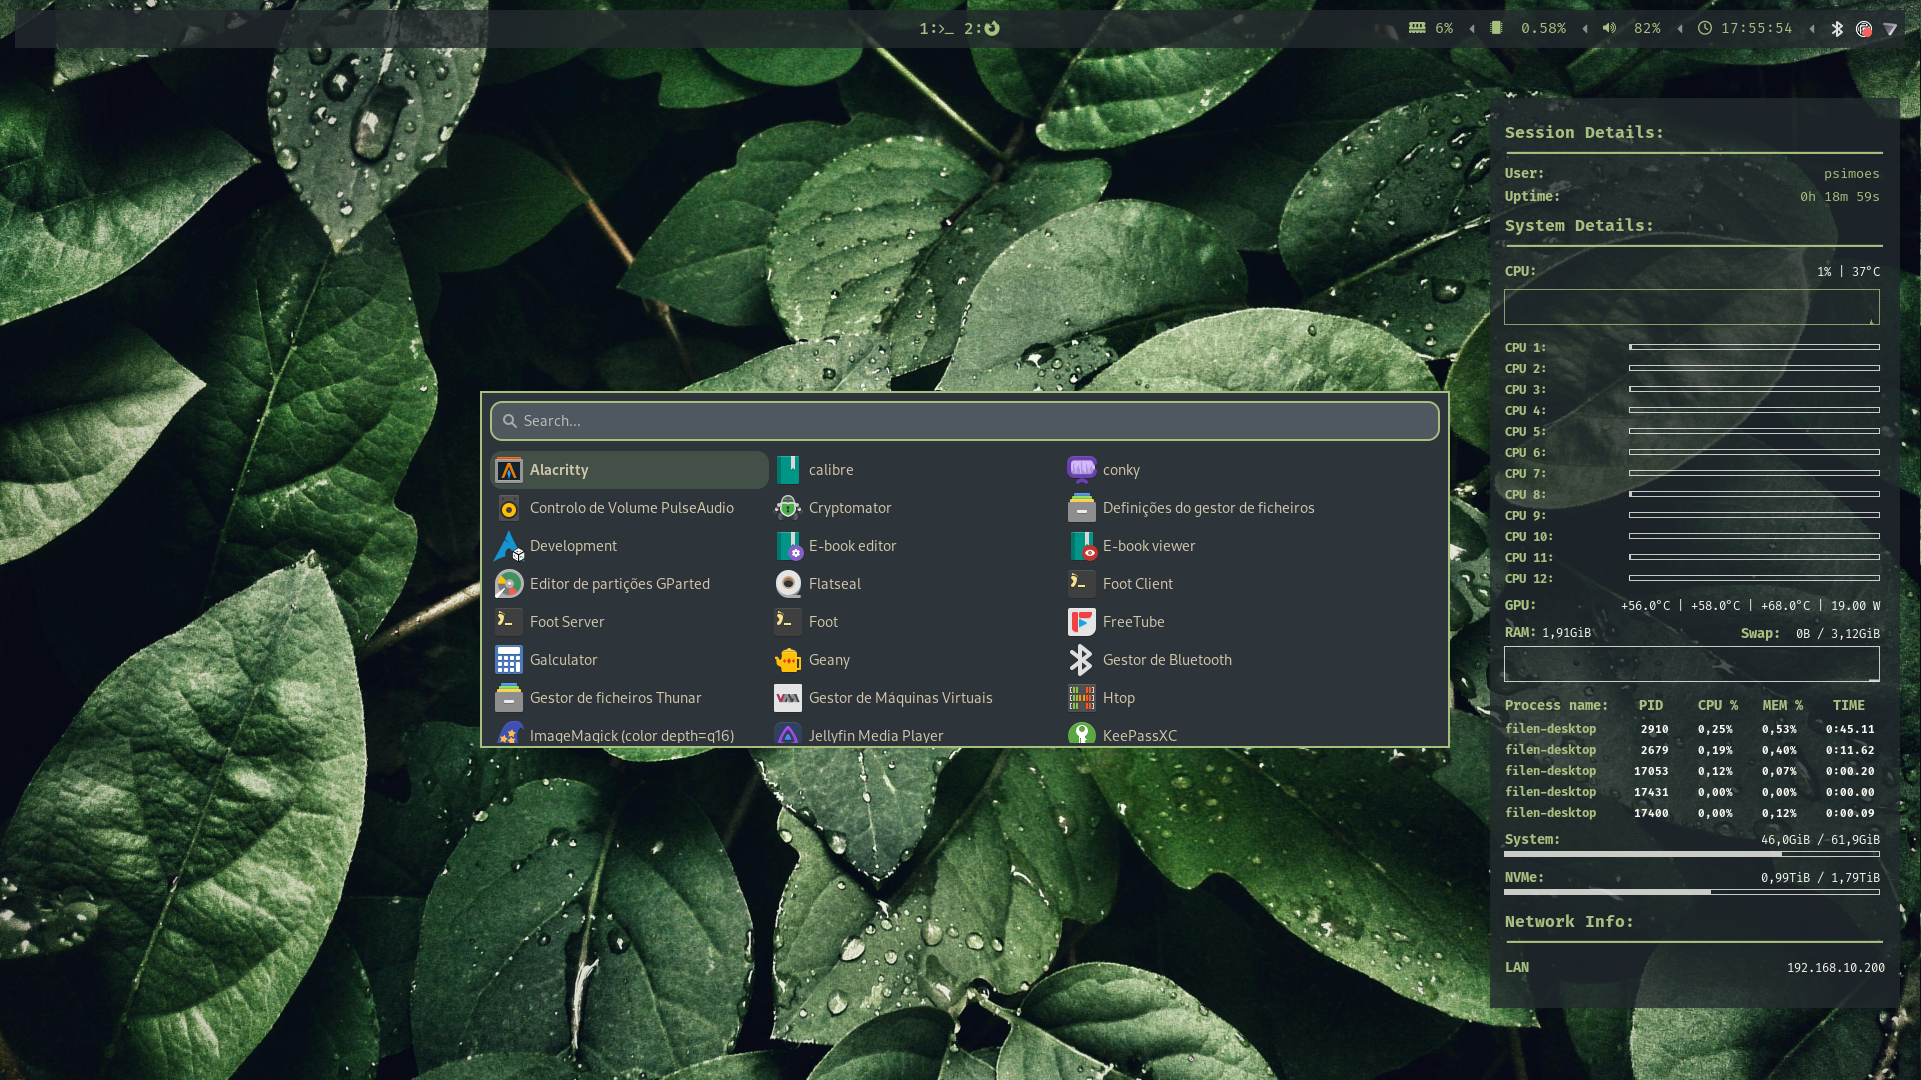 1:>_ 2:
6% 0.58% 82% 17:55:54
Search...
Alacritty calibre conky
Controlo de Volume PulseAudio Cryptomator Definições do gestor de ficheiros
Development E-book editor E-book viewer
Editor de partições GParted Flatseal Foot Client
Foot Server Foot FreeTube
Galculator Geany Gestor de Bluetooth
Gestor de ficheiros Thunar Gestor de Máquinas Virtuais Htop
ImageMagick (color depth=q16) Jellyfin Media Player KeePassXC
Session Details:
User: psimoes
Uptime: 0h 18m 59s
System Details:
CPU: 1% | 37°C
CPU 1:
CPU 2:
CPU 3:
CPU 4:
CPU 5:
CPU 6:
CPU 7:
CPU 8:
CPU 9:
CPU 10:
CPU 11:
CPU 12:
GPU: +56.0°C | +58.0°C | +68.0°C | 19.00 W
RAM: 1,91GiB Swap: 0B / 3,12GiB
Process name: PID CPU % MEM % TIME
filen-desktop 2910 0,25% 0,53% 0:45.11
filen-desktop 2679 0,19% 0,40% 0:11.62
filen-desktop 17053 0,12% 0,07% 0:00.20
filen-desktop 17431 0,00% 0,00% 0:00.00
filen-desktop 17400 0,00% 0,12% 0:00.09
System: 46,0GiB / 61,9GiB
NVMe: 0,99TiB / 1,79TiB
Network Info:
LAN 192.168.10.200